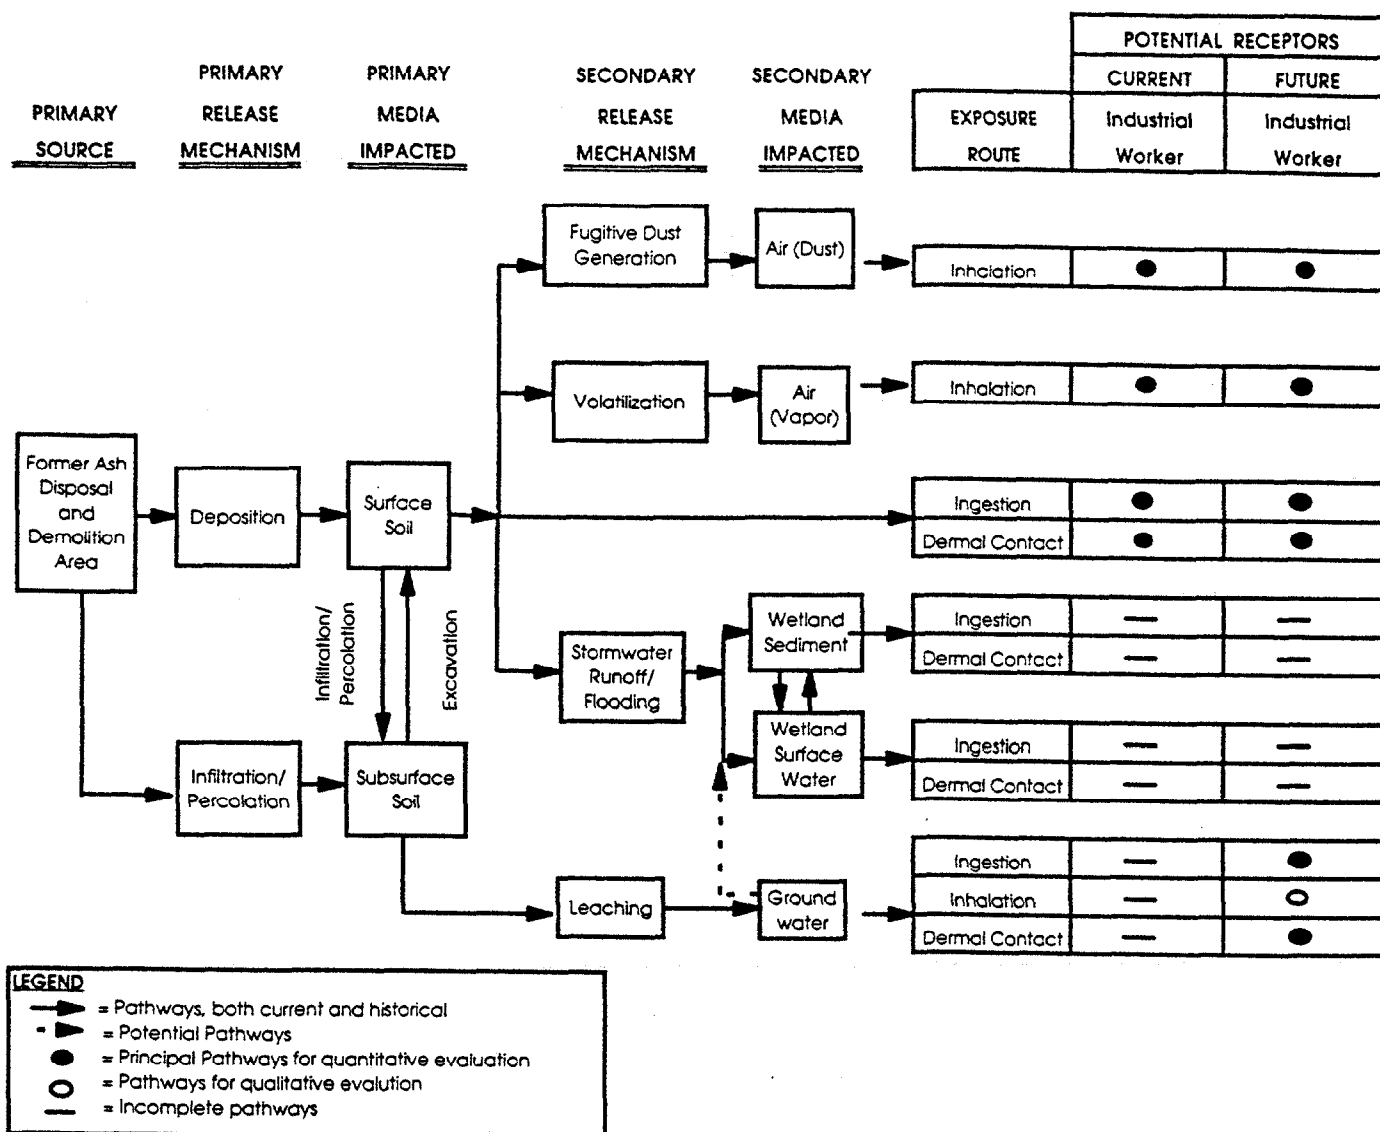 POTENTIAL RECEPTORS
CURRENT
FUTURE
PRIMARY
SOURCE
PRIMARY
RELEASE
MECHANISM
PRIMARY
MEDIA
IMPACTED
SECONDARY
RELEASE
MECHANISM
SECONDARY
MEDIA
IMPACTED
EXPOSURE
ROUTE
Industrial
Worker
Industrial
Worker
Fugitive Dust
Generation
Air (Dust)
Inhalation
Volatilization
Air
(Vapor)
Inhalation
Former Ash
Disposal
and
Demolition
Area
Deposition
Surface
Soil
Ingestion
Dermal Contact
Infiltration/
Percolation
Excavation
Stormwater
Runoff/
Flooding
Wetland
Sediment
Ingestion
Dermal Contact
Wetland
Surface
Water
Ingestion
Dermal Contact
Infiltration/
Percolation
Subsurface
Soil
Leaching
Ground
water
Ingestion
Inhalation
Dermal Contact
LEGEND
= Pathways, both current and historical
= Potential Pathways
= Principal Pathways for quantitative evaluation
= Pathways for qualitative evalution
= Incomplete pathways